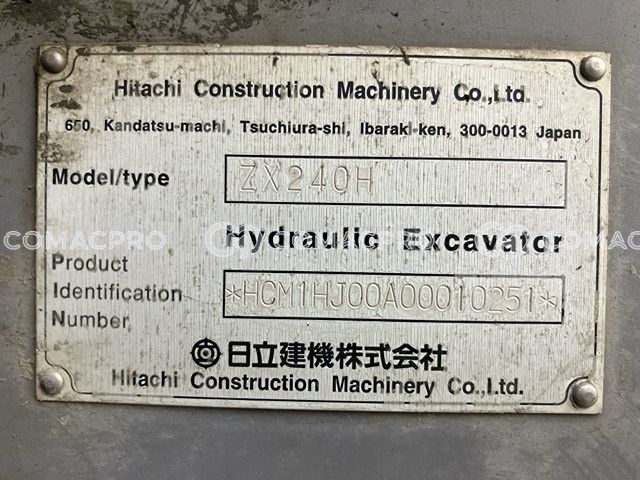 Hitachi Construction Machinery Co.,Ltd.
650, Kandatsu-machi, Tsuchiura-shi, Ibaraki-ken, 300-0013 Japan
Model/type ZX240H
COMACPRO
Hydraulic Excavator
COMACPRO
COMAC
Product
Identification *HCM1HJ00A00010251*
Number
日立建機株式会社
Hitachi Construction Machinery Co.,Ltd.